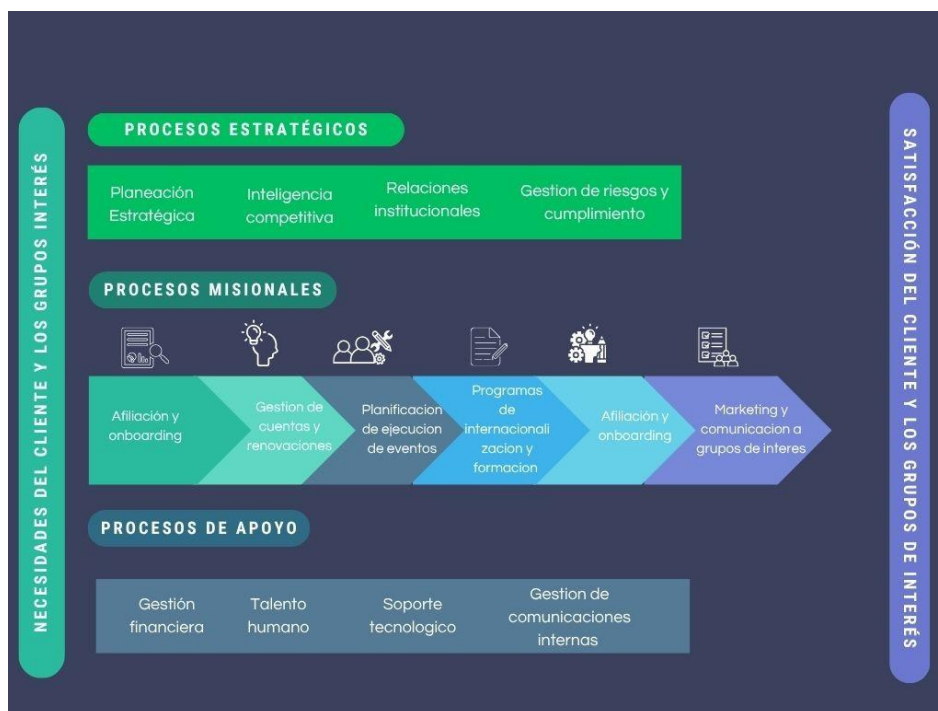 NECESIDADES DEL CLIENTE Y LOS GRUPOS INTERÉS
PROCESOS ESTRATÉGICOS
Planeación
Estratégica
Inteligencia
competitiva
Relaciones
institucionales
Gestion de riesgos y
cumplimiento
PROCESOS MISIONALES
Afiliación y
onboarding
Gestion de
cuentas y
renovaciones
Planificacion
de ejecucion
de eventos
Programas
de
internacionali
zacion y
formacion
Afiliación y
onboarding
Marketing y
comunicacion a
grupos de interes
PROCESOS DE APOYO
Gestión
financiera
Talento
humano
Soporte
tecnologico
Gestion de
comunicaciones
internas
SATISFACCIÓN DEL CLIENTE Y LOS GRUPOS DE INTERÉS